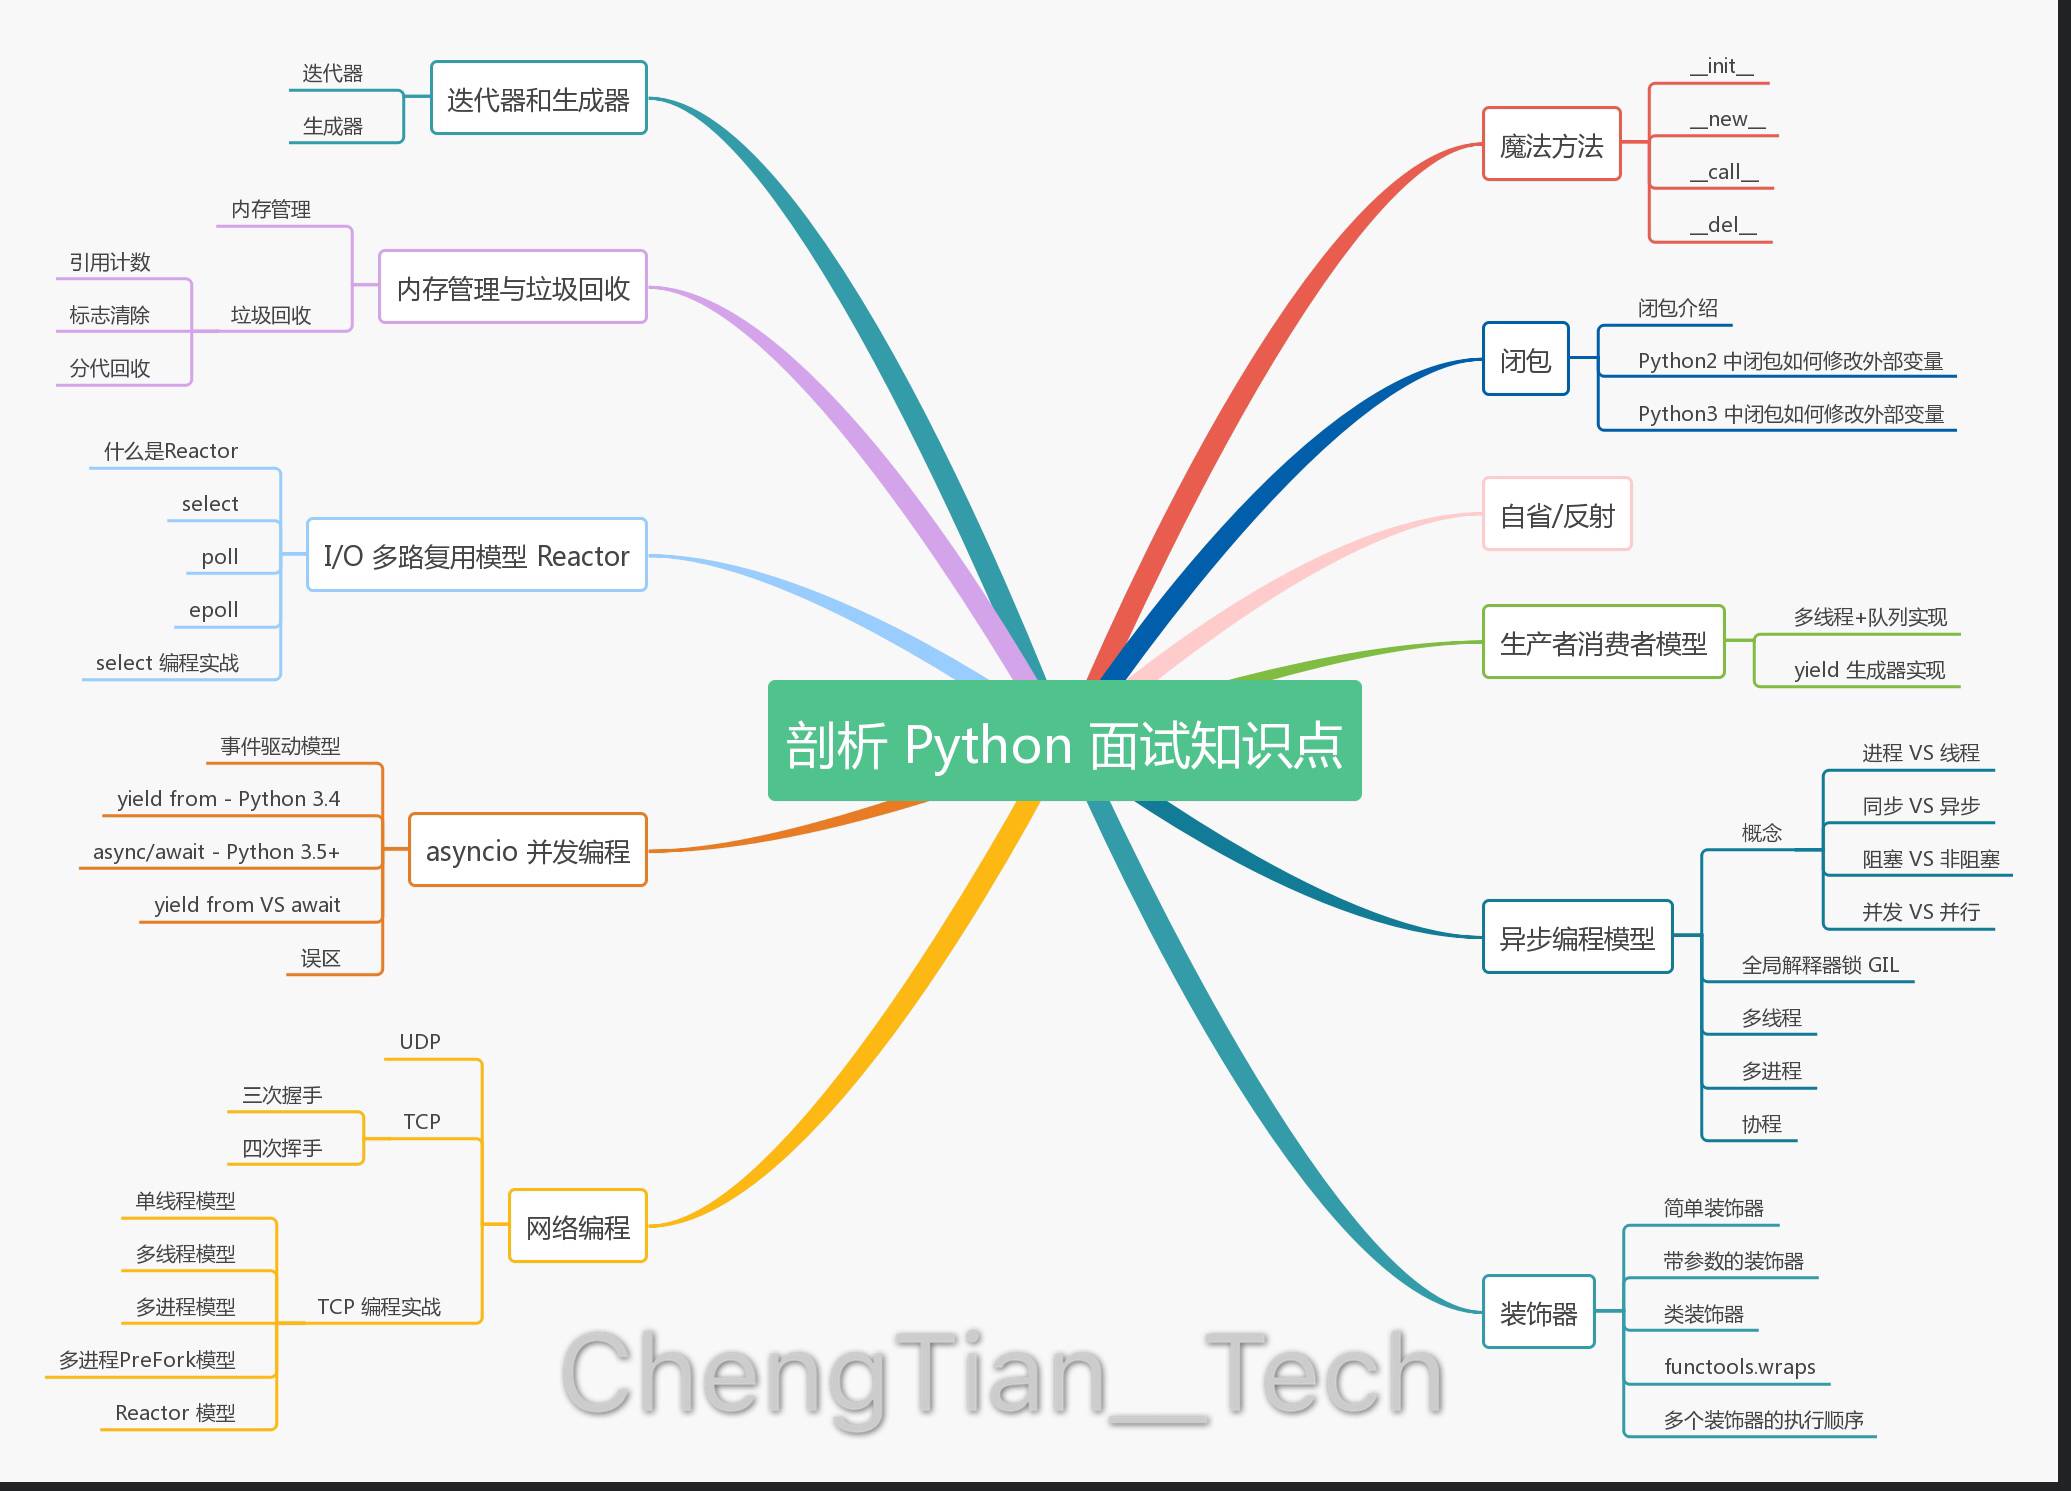 剖析 Python 面试知识点
魔法方法
__init__
__new__
__call__
__del__
闭包
闭包介绍
Python2 中闭包如何修改外部变量
Python3 中闭包如何修改外部变量
自省/反射
生产者消费者模型
多线程+队列实现
yield 生成器实现
异步编程模型
概念
进程 VS 线程
同步 VS 异步
阻塞 VS 非阻塞
并发 VS 并行
全局解释器锁 GIL
多线程
多进程
协程
装饰器
简单装饰器
带参数的装饰器
类装饰器
functools.wraps
多个装饰器的执行顺序
迭代器和生成器
迭代器
生成器
内存管理与垃圾回收
内存管理
垃圾回收
引用计数
标志清除
分代回收
I/O 多路复用模型 Reactor
什么是Reactor
select
poll
epoll
select 编程实战
asyncio 并发编程
事件驱动模型
yield from - Python 3.4
async/await - Python 3.5+
yield from VS await
误区
网络编程
UDP
TCP
三次握手
四次挥手
TCP 编程实战
单线程模型
多线程模型
多进程模型
多进程PreFork模型
Reactor 模型
ChengTian__Tech